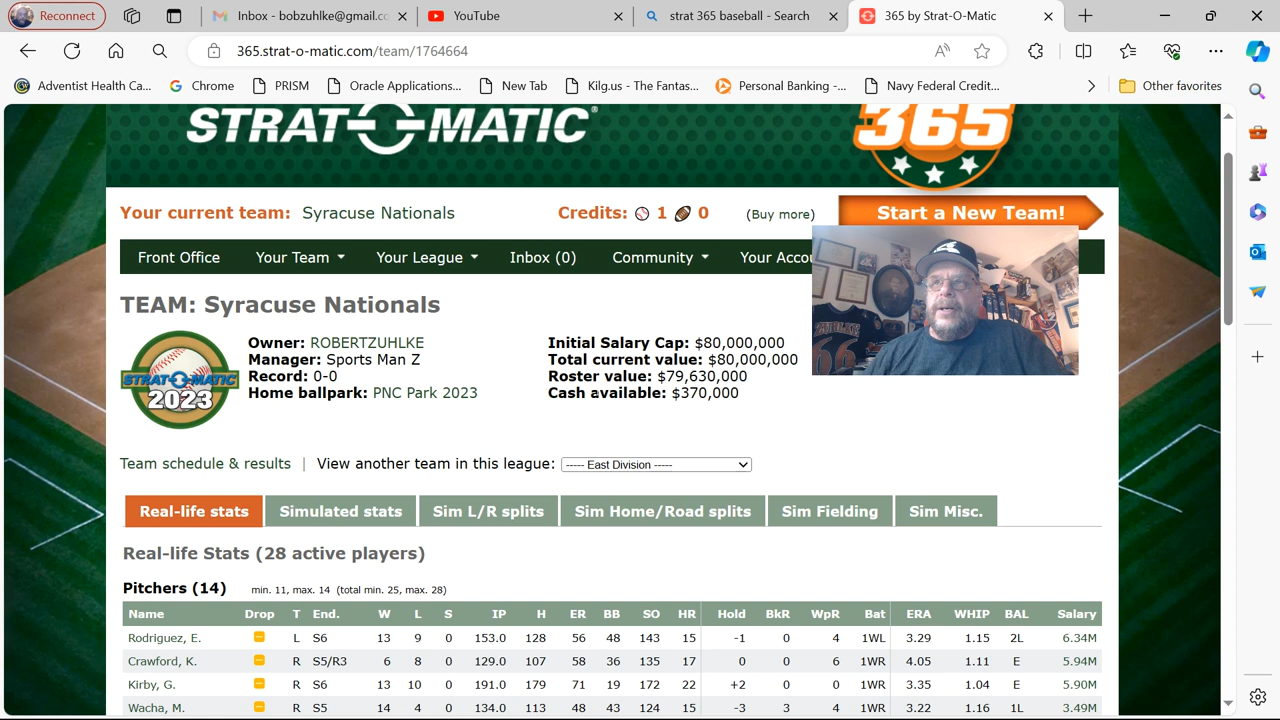 Reconnect
Inbox - bobzuhlke@gmail.cc
YouTube
strat 365 baseball - Search
365 by Strat-O-Matic
365.strat-o-matic.com/team/1764664
Adventist Health Ca...
Chrome
PRISM
Oracle Applications...
New Tab
Kilg.us - The Fantas...
Personal Banking -...
Navy Federal Credit...
Other favorites
STRAT-O-MATIC®
365
Your current team: Syracuse Nationals
Credits: 1 0 (Buy more)
Start a New Team!
Front Office
Your Team
Your League
Inbox (0)
Community
Your Accou
TEAM: Syracuse Nationals
Owner: ROBERTZUHLKE
Manager: Sports Man Z
Record: 0-0
Home ballpark: PNC Park 2023
Initial Salary Cap: $80,000,000
Total current value: $80,000,000
Roster value: $79,630,000
Cash available: $370,000
STRAT-O-MATIC
2023
ZUHLKE
66
Team schedule & results | View another team in this league: ----- East Division -----
Real-life stats
Simulated stats
Sim L/R splits
Sim Home/Road splits
Sim Fielding
Sim Misc.
Real-life Stats (28 active players)
Pitchers (14) min. 11, max. 14 (total min. 25, max. 28)
Name Drop T End. W L S IP H ER BB SO HR Hold BkR WpR Bat ERA WHIP BAL Salary
Rodriguez, E. L S6 13 9 0 153.0 128 56 48 143 15 -1 0 4 1WL 3.29 1.15 2L 6.34M
Crawford, K. R S5/R3 6 8 0 129.0 107 58 36 135 17 0 0 6 1WR 4.05 1.11 E 5.94M
Kirby, G. R S6 13 10 0 191.0 179 71 19 172 22 +2 0 0 1WR 3.35 1.04 E 5.90M
Wacha, M. R S5 14 4 0 134.0 113 48 43 124 15 -3 3 4 1WR 3.22 1.16 1L 3.49M